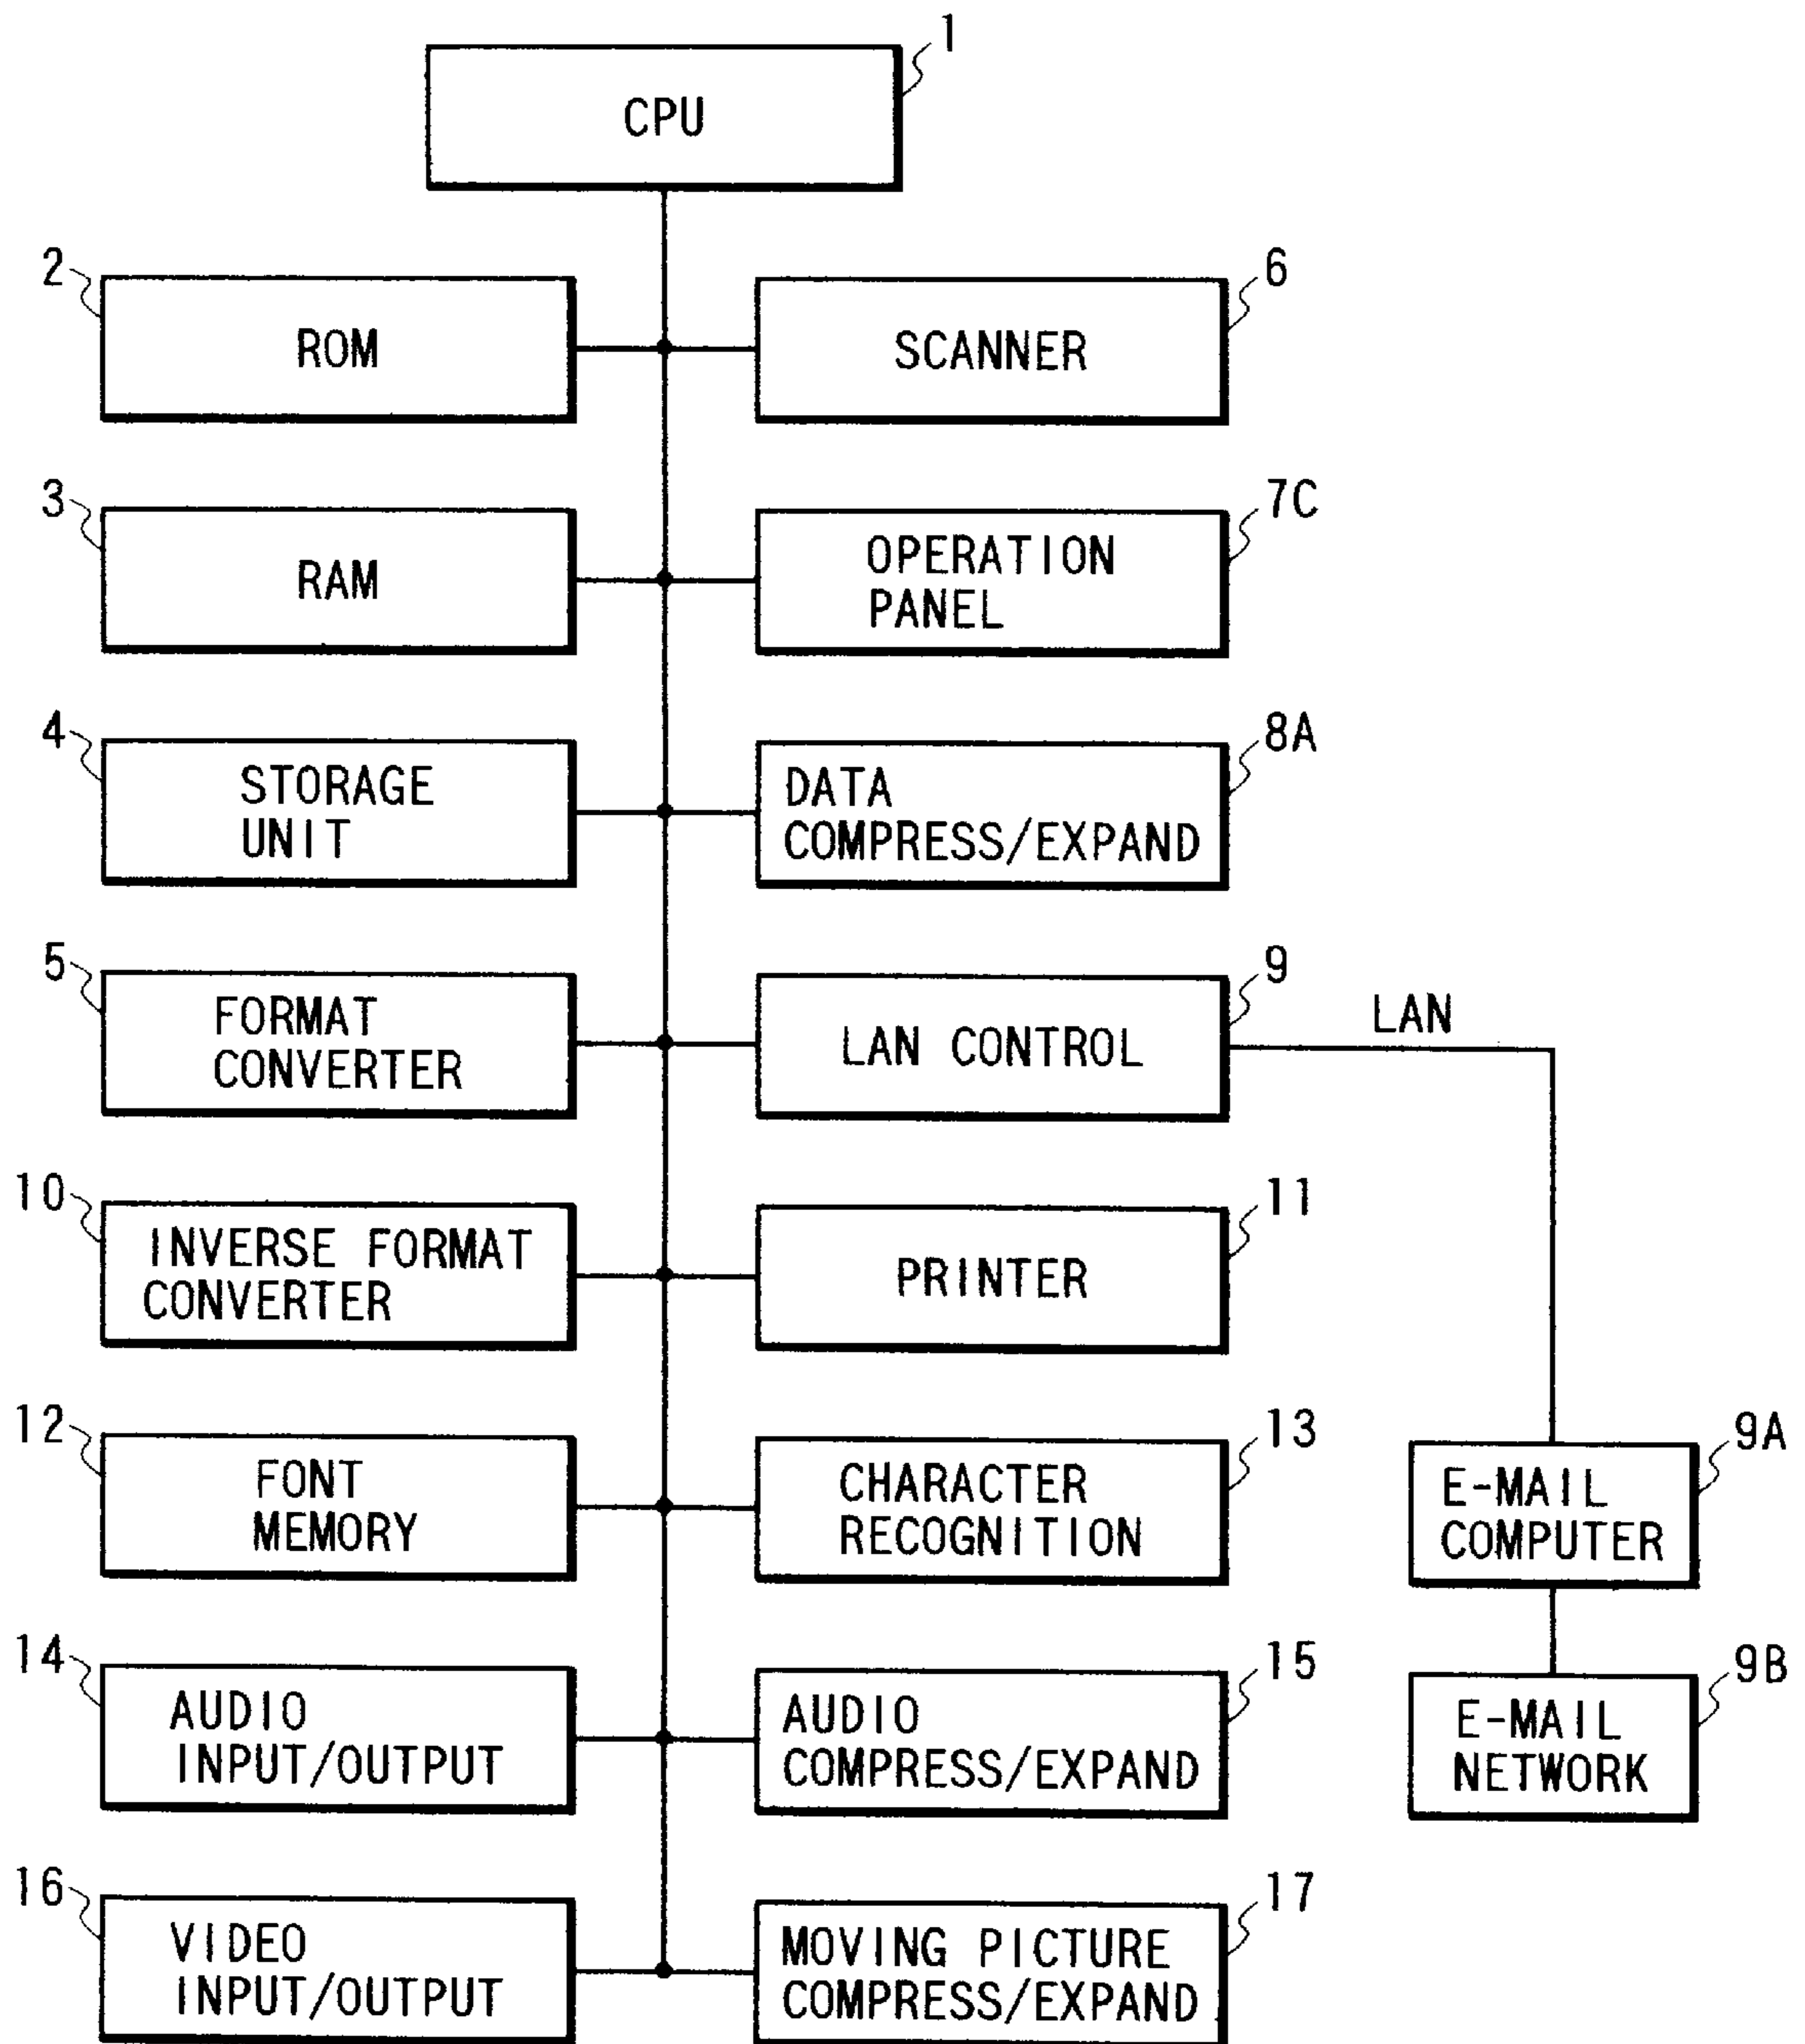 1
CPU
2
ROM
6
SCANNER
3
RAM
7C
OPERATION
PANEL
4
STORAGE
UNIT
8A
DATA
COMPRESS/EXPAND
5
FORMAT
CONVERTER
9
LAN CONTROL
LAN
10
INVERSE FORMAT
CONVERTER
11
PRINTER
12
FONT
MEMORY
13
CHARACTER
RECOGNITION
9A
E-MAIL
COMPUTER
14
AUDIO
INPUT/OUTPUT
15
AUDIO
COMPRESS/EXPAND
9B
E-MAIL
NETWORK
16
VIDEO
INPUT/OUTPUT
17
MOVING PICTURE
COMPRESS/EXPAND